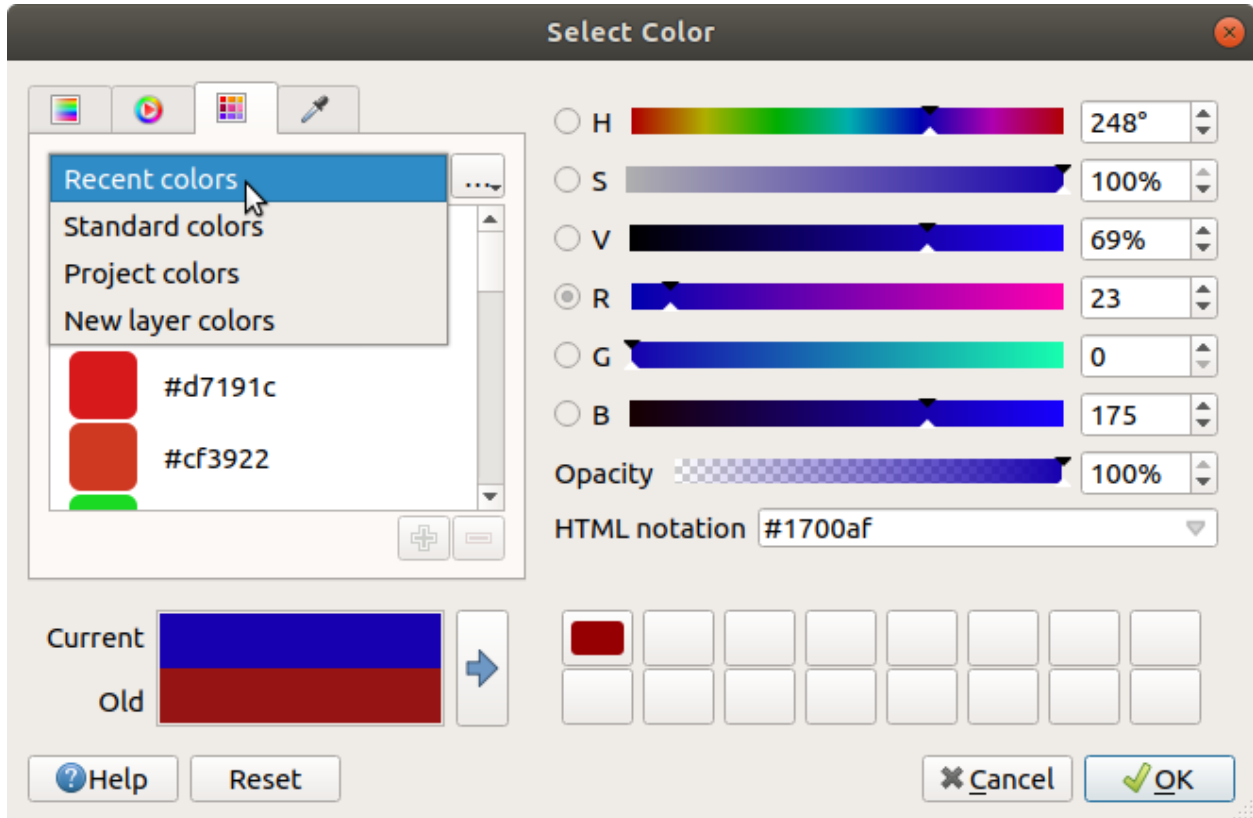 Select Color
Recent colors
...
Standard colors
Project colors
New layer colors
#d7191c
#cf3922
H 248°
S 100%
V 69%
R 23
G 0
B 175
Opacity 100%
HTML notation #1700af
Current
Old
Help
Reset
Cancel
OK